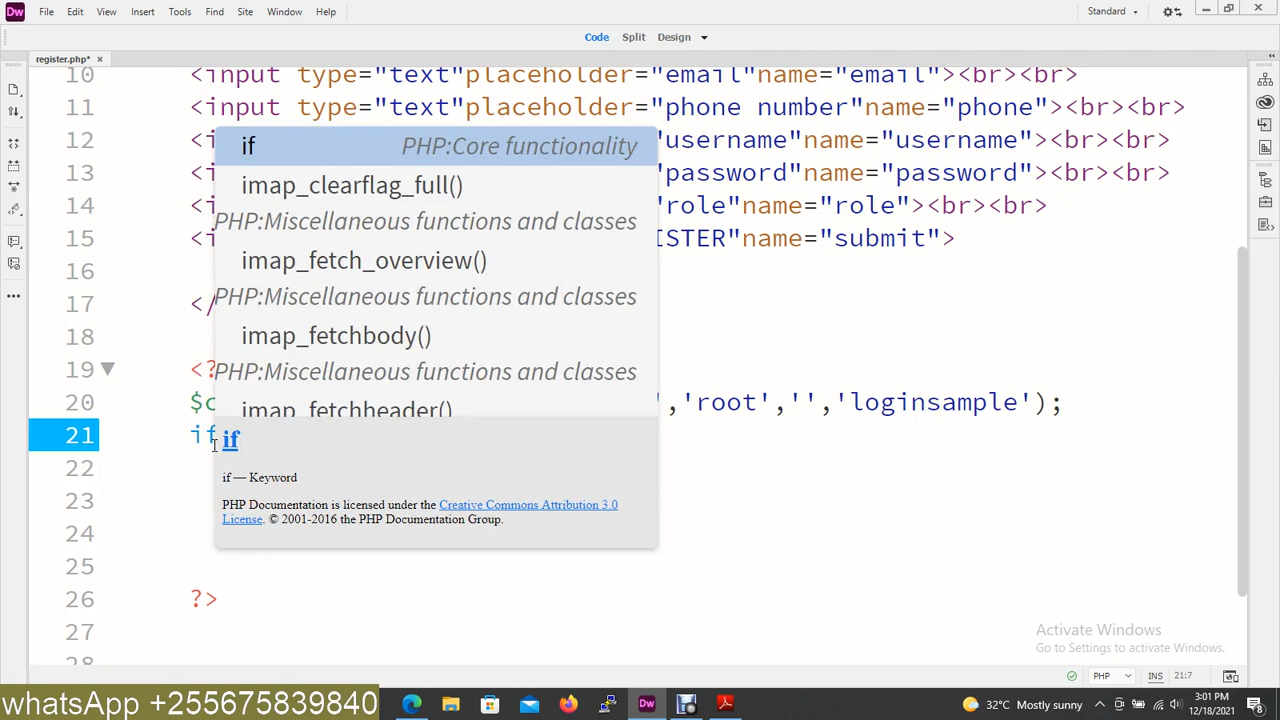 Dw File Edit View Insert Tools Find Site Window Help Standard
Code Split Design
register.php* ×
10 <input type="text"placeholder="email"name="email"><br><br>
11 <input type="text"placeholder="phone number"name="phone"><br><br>
12 <i "username"name="username"><br><br>
13 <i "password"name="password"><br><br>
14 <i "role"name="role"><br><br>
15 <i ISTER"name="submit">
16
17 </
18
19 <?
20 $c ,'root','','loginsample');
21 if
22
23
24
25
26 ?>
27
28
if PHP:Core functionality
imap_clearflag_full()
PHP:Miscellaneous functions and classes
imap_fetch_overview()
PHP:Miscellaneous functions and classes
imap_fetchbody()
PHP:Miscellaneous functions and classes
imap_fetchheader()
if
if — Keyword
PHP Documentation is licensed under the Creative Commons Attribution 3.0
License. © 2001-2016 the PHP Documentation Group.
Activate Windows
Go to Settings to activate Windows.
PHP INS 21:7
whatsApp +255675839840
Dw
32°C Mostly sunny
3:01 PM
12/18/2021
8